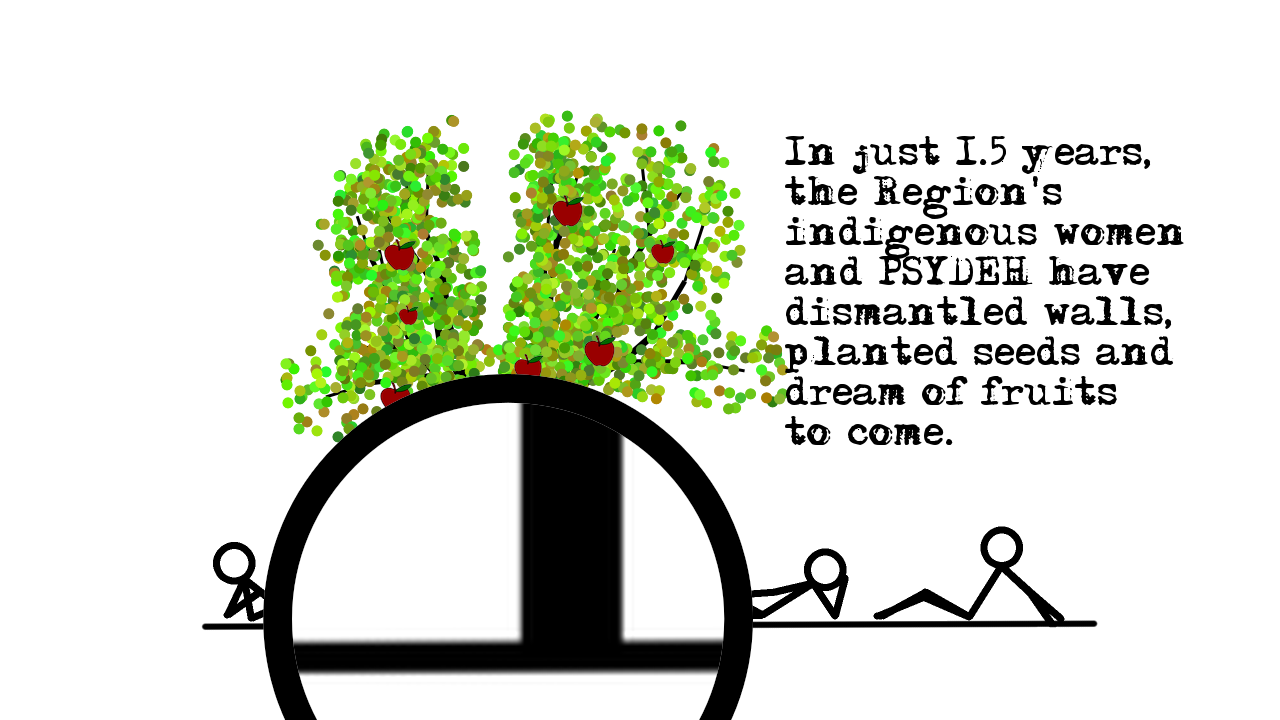 In just 1.5 years,
the Region's
indigenous women
and PSYDEH have
dismantled walls,
planted seeds and
dream of fruits
to come.